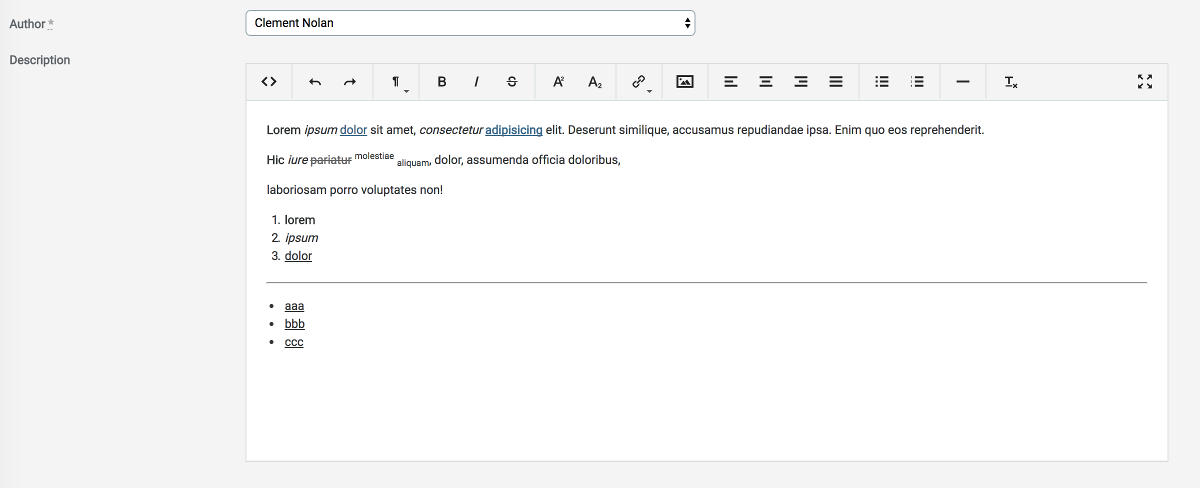 Author *
Clement Nolan
Description
Lorem ipsum dolor sit amet, consectetur adipisicing elit. Deserunt similique, accusamus repudiandae ipsa. Enim quo eos reprehenderit.
Hic iure pariatur molestiae aliquam, dolor, assumenda officia doloribus,
laboriosam porro voluptates non!
1. lorem
2. ipsum
3. dolor
• aaa
• bbb
• ccc